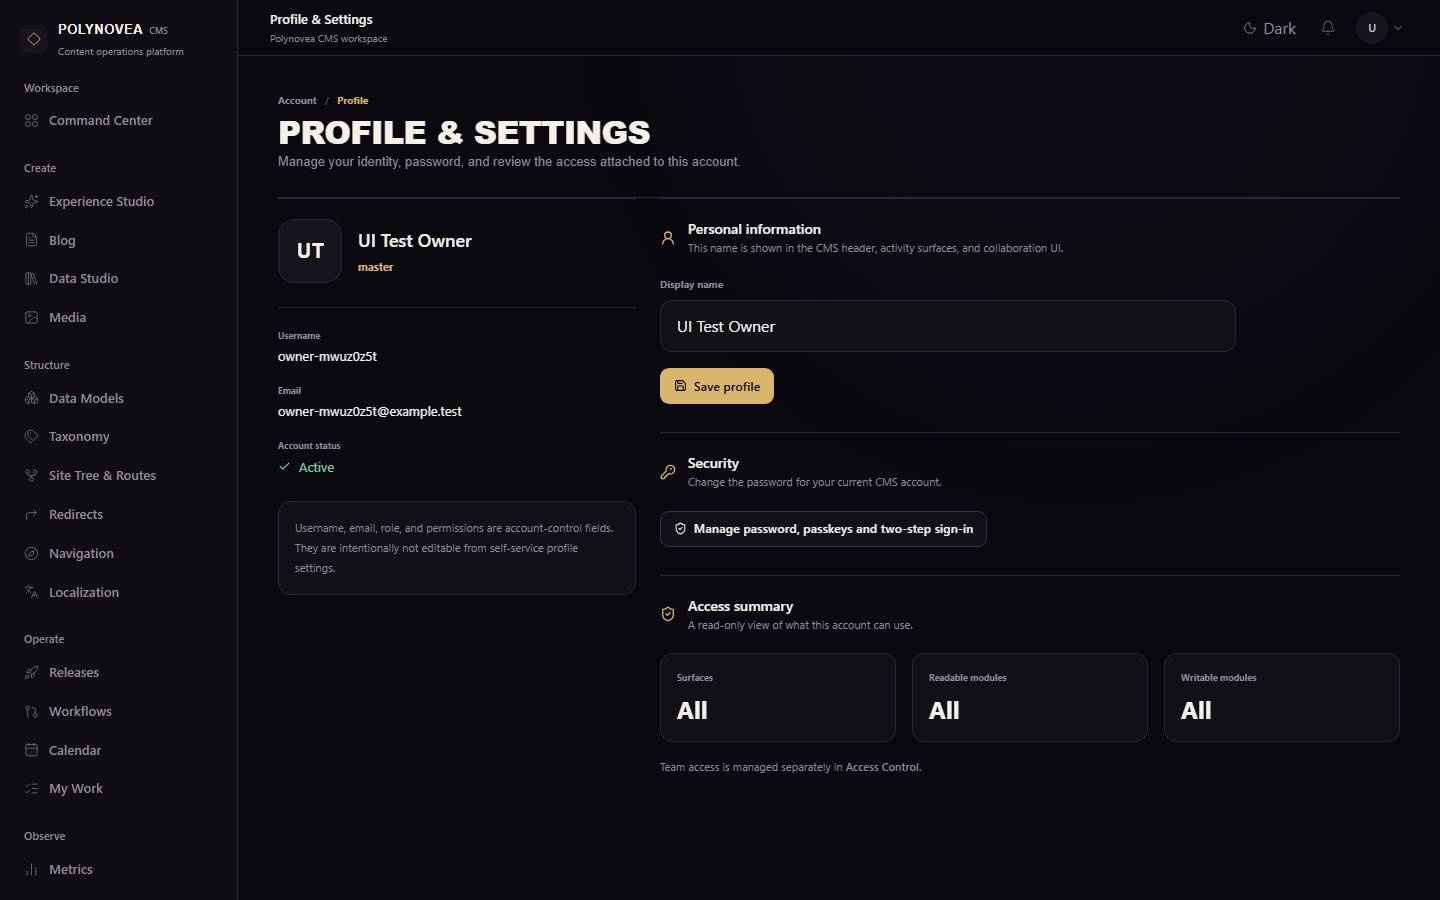 POLYNOVEA CMS
Content operations platform
Workspace
Command Center
Create
Experience Studio
Blog
Data Studio
Media
Structure
Data Models
Taxonomy
Site Tree & Routes
Redirects
Navigation
Localization
Operate
Releases
Workflows
Calendar
My Work
Observe
Metrics
Profile & Settings
Polynovea CMS workspace
Dark
U
Account / Profile
PROFILE & SETTINGS
Manage your identity, password, and review the access attached to this account.
UT
UI Test Owner
master
Username
owner-mwuz0z5t
Email
owner-mwuz0z5t@example.test
Account status
Active
Username, email, role, and permissions are account-control fields.
They are intentionally not editable from self-service profile
settings.
Personal information
This name is shown in the CMS header, activity surfaces, and collaboration UI.
Display name
UI Test Owner
Save profile
Security
Change the password for your current CMS account.
Manage password, passkeys and two-step sign-in
Access summary
A read-only view of what this account can use.
Surfaces
All
Readable modules
All
Writable modules
All
Team access is managed separately in Access Control.